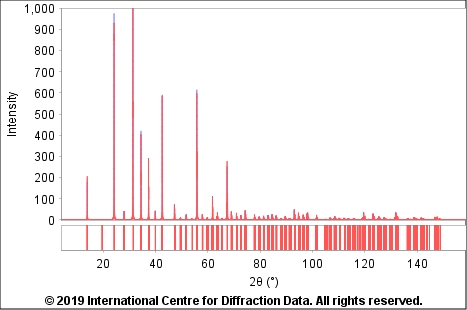 1,000
900
800
700
600
500
400
300
200
100
0
Intensity
20 40 60 80 100 120 140
2θ (°)
© 2019 International Centre for Diffraction Data. All rights reserved.